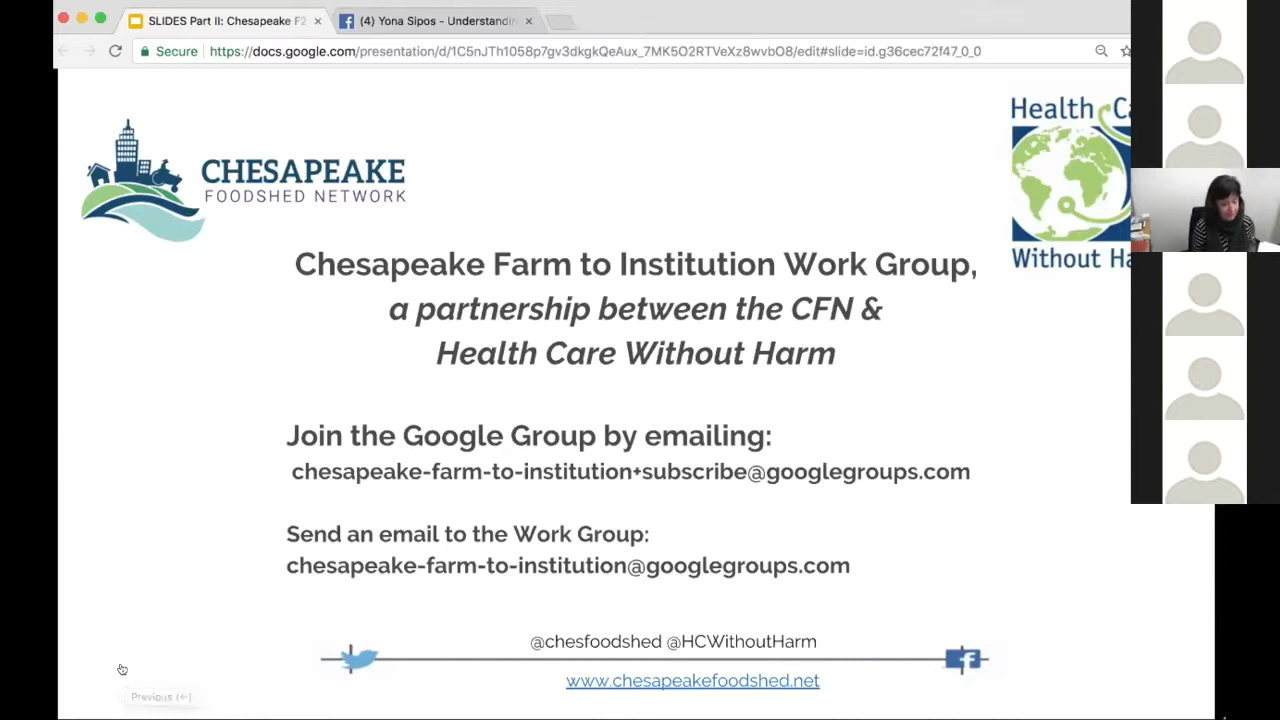 SLIDES Part II: Chesapeake F2
(4) Yona Sipos - Understandin
Secure
https://docs.google.com/presentation/d/1C5nJTh1058p7gv3dkgkQeAux_7MK5O2RTVeXz8wvbO8/edit#slide=id.g36cec72f47_0_0
CHESAPEAKE
FOODSHED NETWORK
Health Ca
Without Ha
Chesapeake Farm to Institution Work Group,
a partnership between the CFN &
Health Care Without Harm
Join the Google Group by emailing:
chesapeake-farm-to-institution+subscribe@googlegroups.com
Send an email to the Work Group:
chesapeake-farm-to-institution@googlegroups.com
@chesfoodshed @HCWithoutHarm
www.chesapeakefoodshed.net
Previous (←)